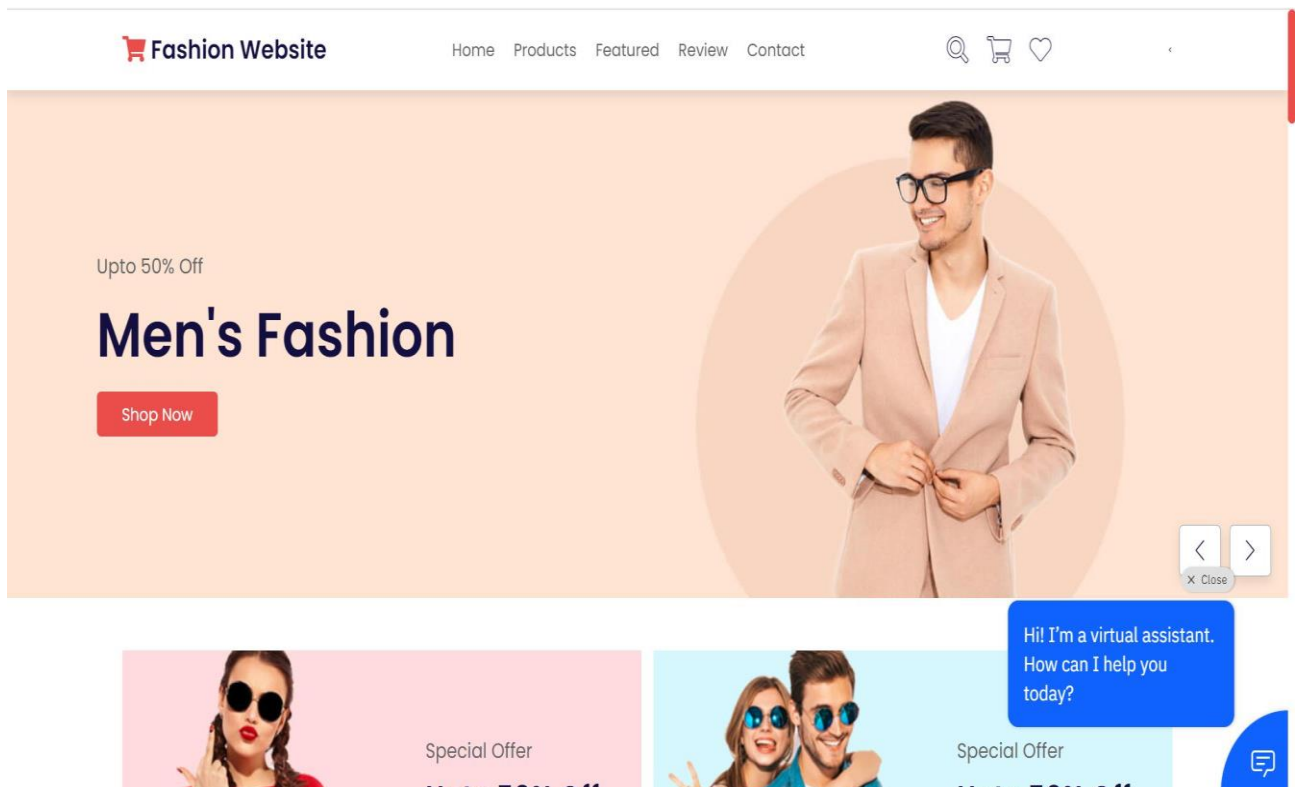 Fashion Website
Home Products Featured Review Contact
Upto 50% Off
Men's Fashion
Shop Now
X Close
Hi! I'm a virtual assistant.
How can I help you
today?
Special Offer
Special Offer